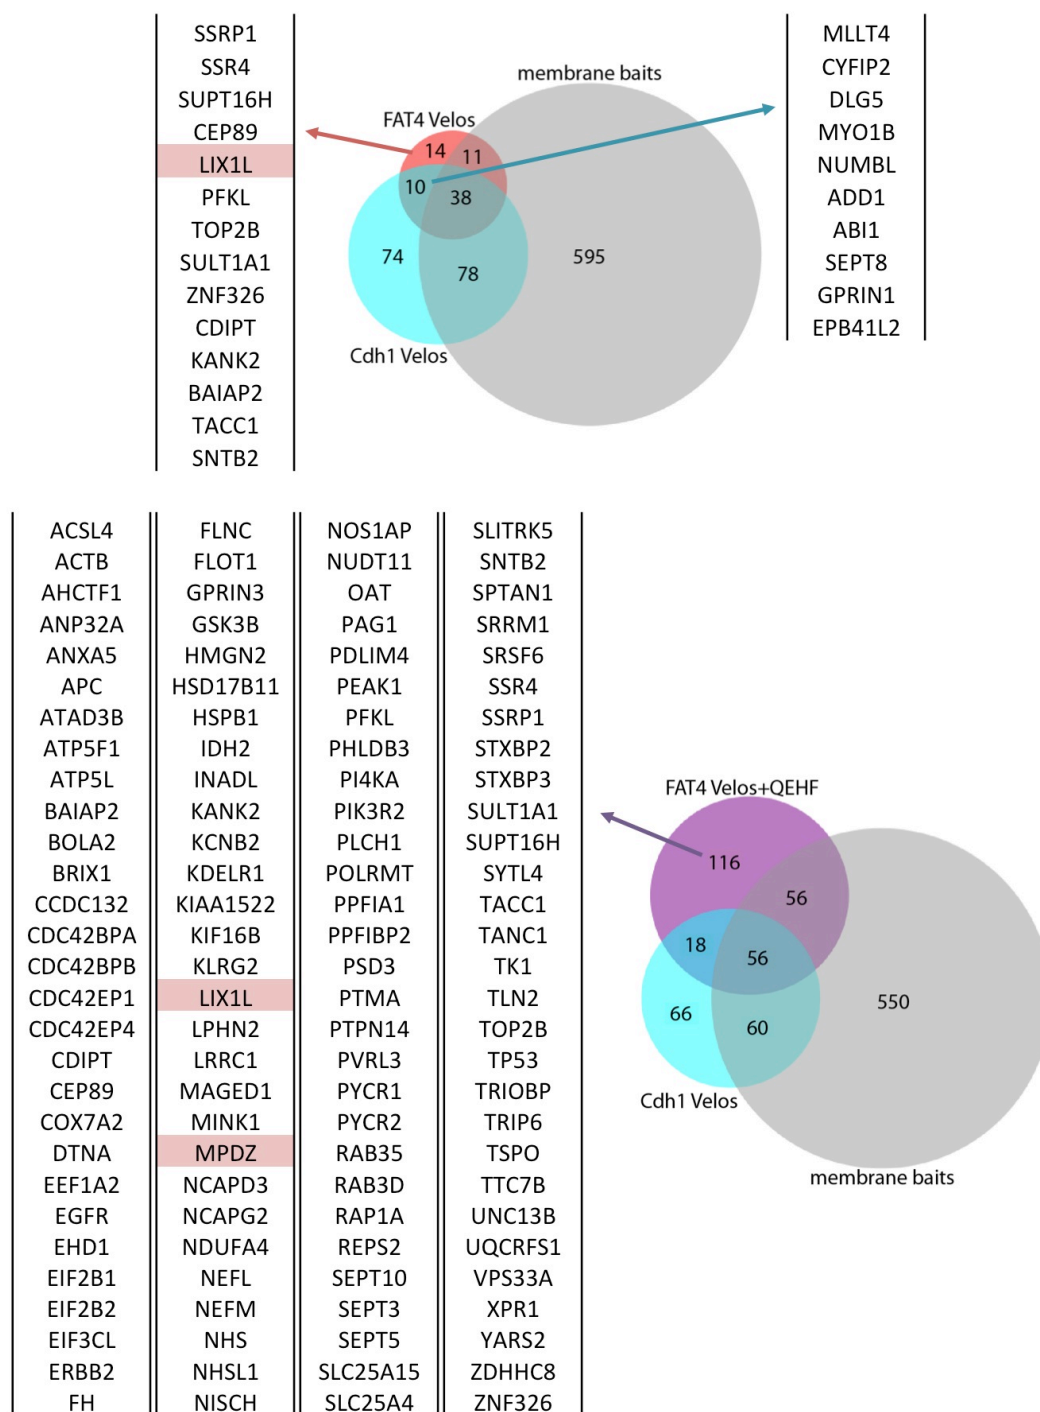 SSRP1
SSR4
SUPT16H
CEP89
LIX1L
PFKL
TOP2B
SULT1A1
ZNF326
CDIPT
KANK2
BAIAP2
TACC1
SNTB2
membrane baits
FAT4 Velos
14
11
10
38
74
78
595
Cdh1 Velos
MLLT4
CYFIP2
DLG5
MYO1B
NUMBL
ADD1
ABI1
SEPT8
GPRIN1
EPB41L2
ACSL4
ACTB
AHCTF1
ANP32A
ANXA5
APC
ATAD3B
ATP5F1
ATP5L
BAIAP2
BOLA2
BRIX1
CCDC132
CDC42BPA
CDC42BPB
CDC42EP1
CDC42EP4
CDIPT
CEP89
COX7A2
DTNA
EEF1A2
EGFR
EHD1
EIF2B1
EIF2B2
EIF3CL
ERBB2
FH
FLNC
FLOT1
GPRIN3
GSK3B
HMGN2
HSD17B11
HSPB1
IDH2
INADL
KANK2
KCNB2
KDELR1
KIAA1522
KIF16B
KLRG2
LIX1L
LPHN2
LRRC1
MAGED1
MINK1
MPDZ
NCAPD3
NCAPG2
NDUFA4
NEFL
NEFM
NHS
NHSL1
NISCH
NOS1AP
NUDT11
OAT
PAG1
PDLIM4
PEAK1
PFKL
PHLDB3
PI4KA
PIK3R2
PLCH1
POLRMT
PPFIA1
PPFIBP2
PSD3
PTMA
PTPN14
PVRL3
PYCR1
PYCR2
RAB35
RAB3D
RAP1A
REPS2
SEPT10
SEPT3
SEPT5
SLC25A15
SLC25A4
SLITRK5
SNTB2
SPTAN1
SRRM1
SRSF6
SSR4
SSRP1
STXBP2
STXBP3
SULT1A1
SUPT16H
SYTL4
TACC1
TANC1
TK1
TLN2
TOP2B
TP53
TRIOBP
TRIP6
TSPO
TTC7B
UNC13B
UQCRFS1
VPS33A
XPR1
YARS2
ZDHHC8
ZNF326
FAT4 Velos+QEHF
116
56
18
56
66
60
550
Cdh1 Velos
membrane baits